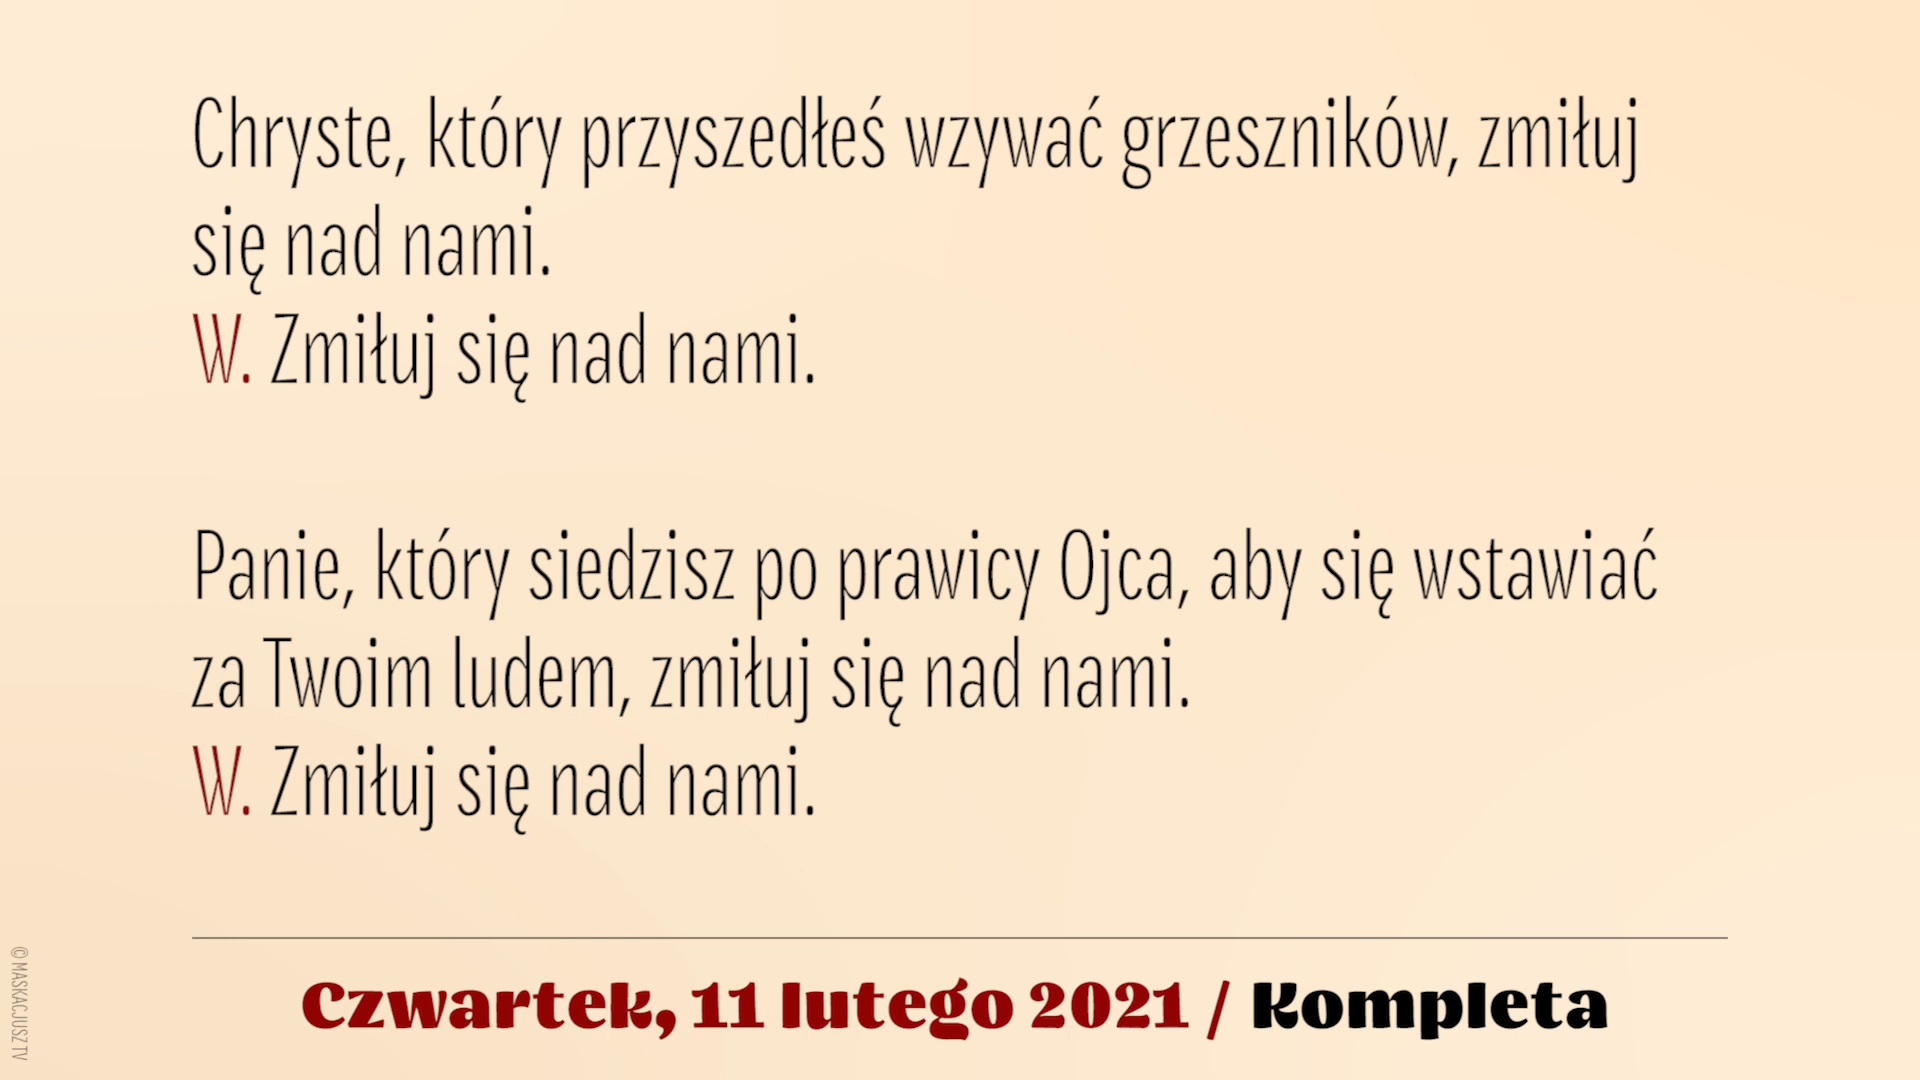 Chryste, który przyszedłeś wzywać grzeszników, zmiłuj
się nad nami.
W. Zmiłuj się nad nami.
Panie, który siedzisz po prawicy Ojca, aby się wstawiać
za Twoim ludem, zmiłuj się nad nami.
W. Zmiłuj się nad nami.
Czwartek, 11 lutego 2021 / Kompleta
© MASKACJUSZ TV